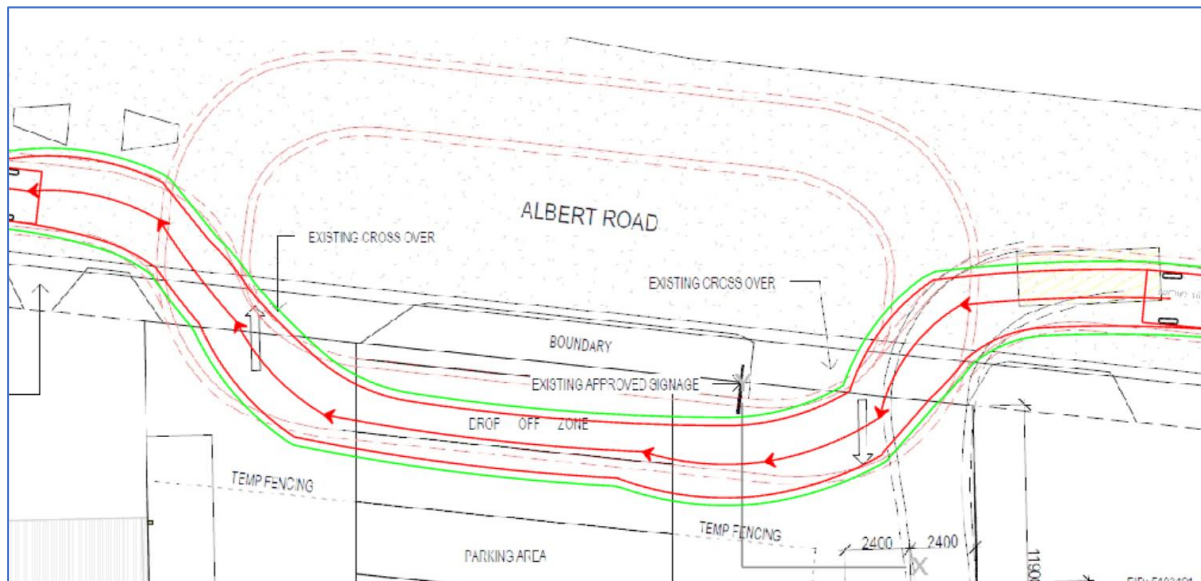 ALBERT ROAD
EXISTING CROSS OVER
EXISTING CROSS OVER
BOUNDARY
EXISTING APPROVED SIGNAGE
DROP OFF ZONE
TEMP FENCING
TEMP FENCING
PARKING AREA
2400 2400